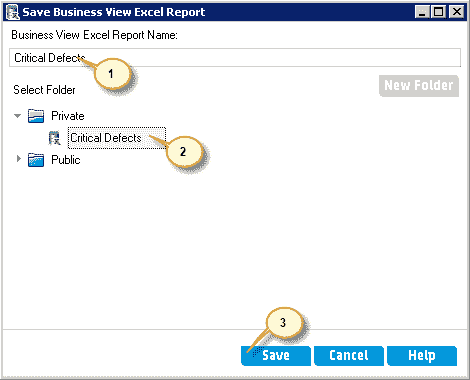 Save Business View Excel Report
Business View Excel Report Name:
Critical Defects
1
Select Folder
New Folder
Private
Critical Defects
2
Public
3
Save Cancel Help